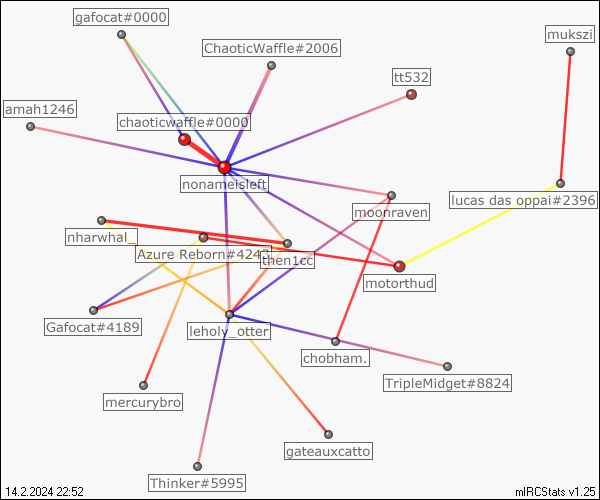 gafocat#0000
mukszi
ChaoticWaffle#2006
tt532
amah1246
chaoticwaffle#0000
nonameisleft
lucas das oppai#2396
moonraven
nharwhal_
Azure Reborn#4243
then1cc
motorthud
Gafocat#4189
leholy_otter
chobham.
TripleMidget#8824
mercurybro
gateauxcatto
Thinker#5995
14.2.2024 22:52
mIRCStats v1.25